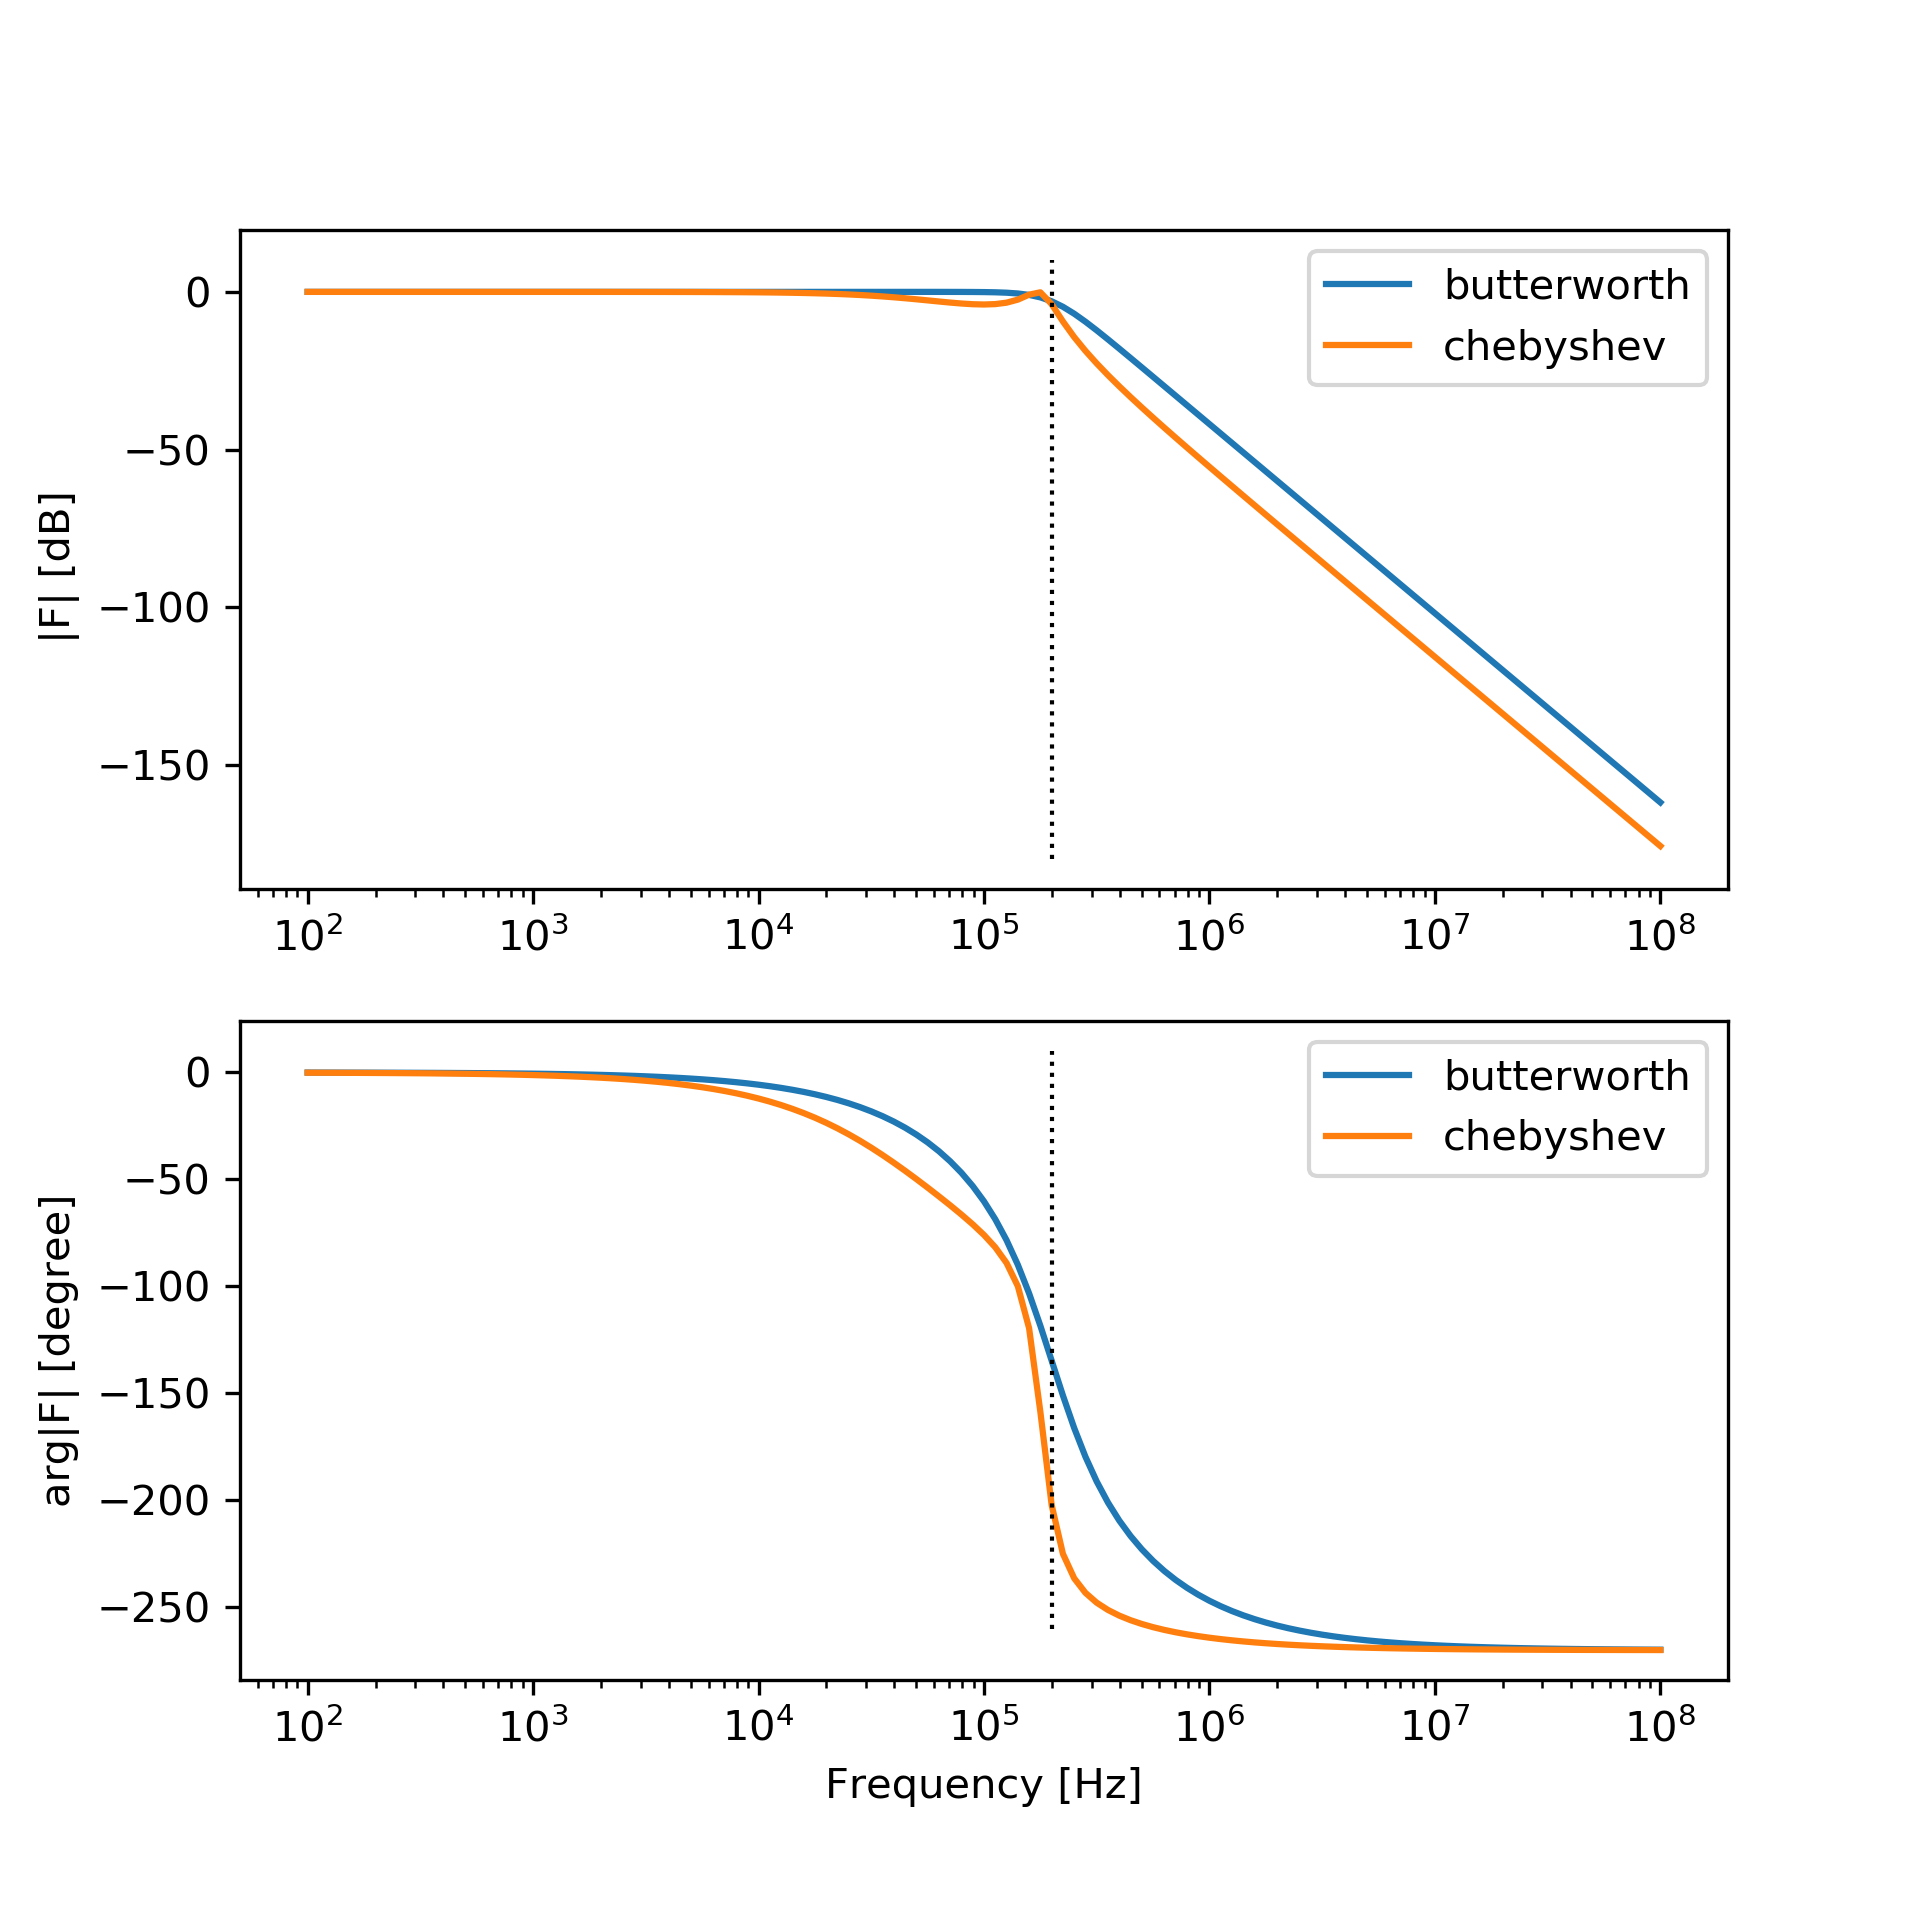 butterworth
chebyshev
0
−50
−100
−150
|F| [dB]
10² 10³ 10⁴ 10⁵ 10⁶ 10⁷ 10⁸
butterworth
chebyshev
0
−50
−100
−150
−200
−250
arg|F| [degree]
10² 10³ 10⁴ 10⁵ 10⁶ 10⁷ 10⁸
Frequency [Hz]